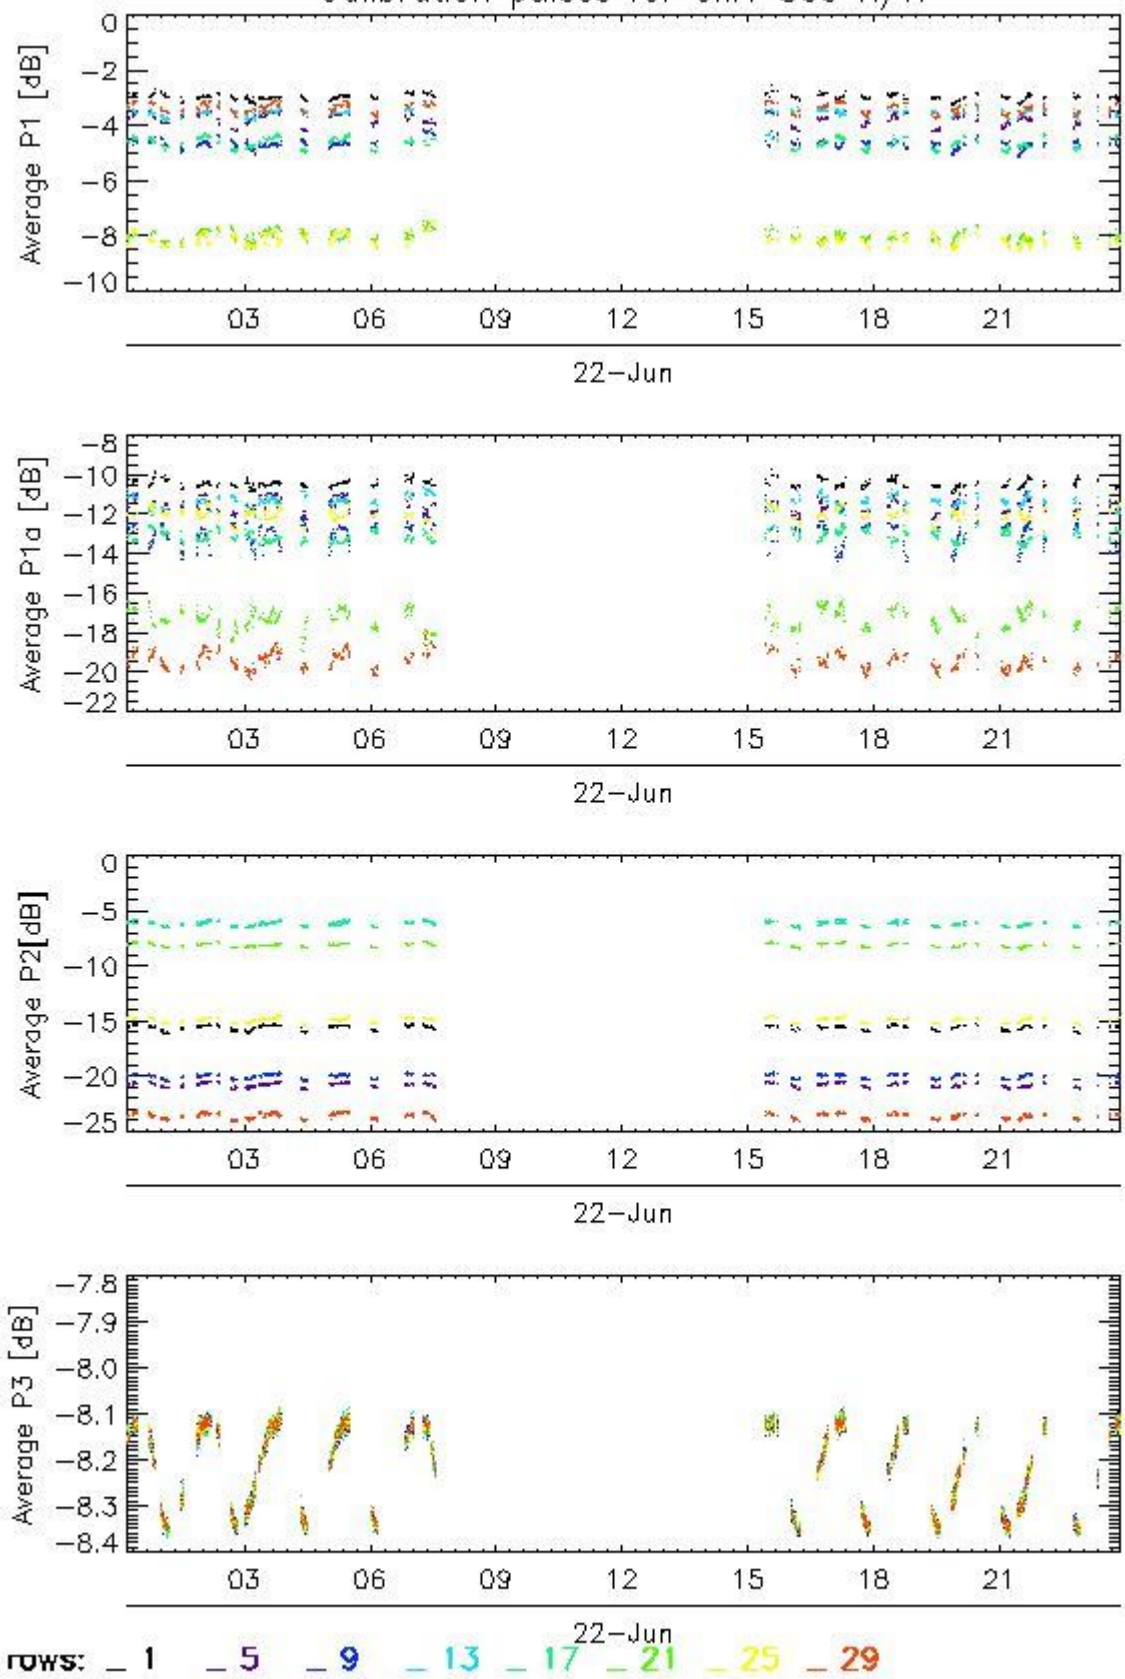 0
−2
−4
−6
−8
−10
Average P1 [dB]
03 06 09 12 15 18 21
22−Jun
−8
−10
−12
−14
−16
−18
−20
−22
Average P1a [dB]
03 06 09 12 15 18 21
22−Jun
0
−5
−10
−15
−20
−25
Average P2[dB]
03 06 09 12 15 18 21
22−Jun
−7.8
−7.9
−8.0
−8.1
−8.2
−8.3
−8.4
Average P3 [dB]
03 06 09 12 15 18 21
22−Jun
rows: _ 1 _ 5 _ 9 _ 13 _ 17 _ 21 _ 25 _ 29